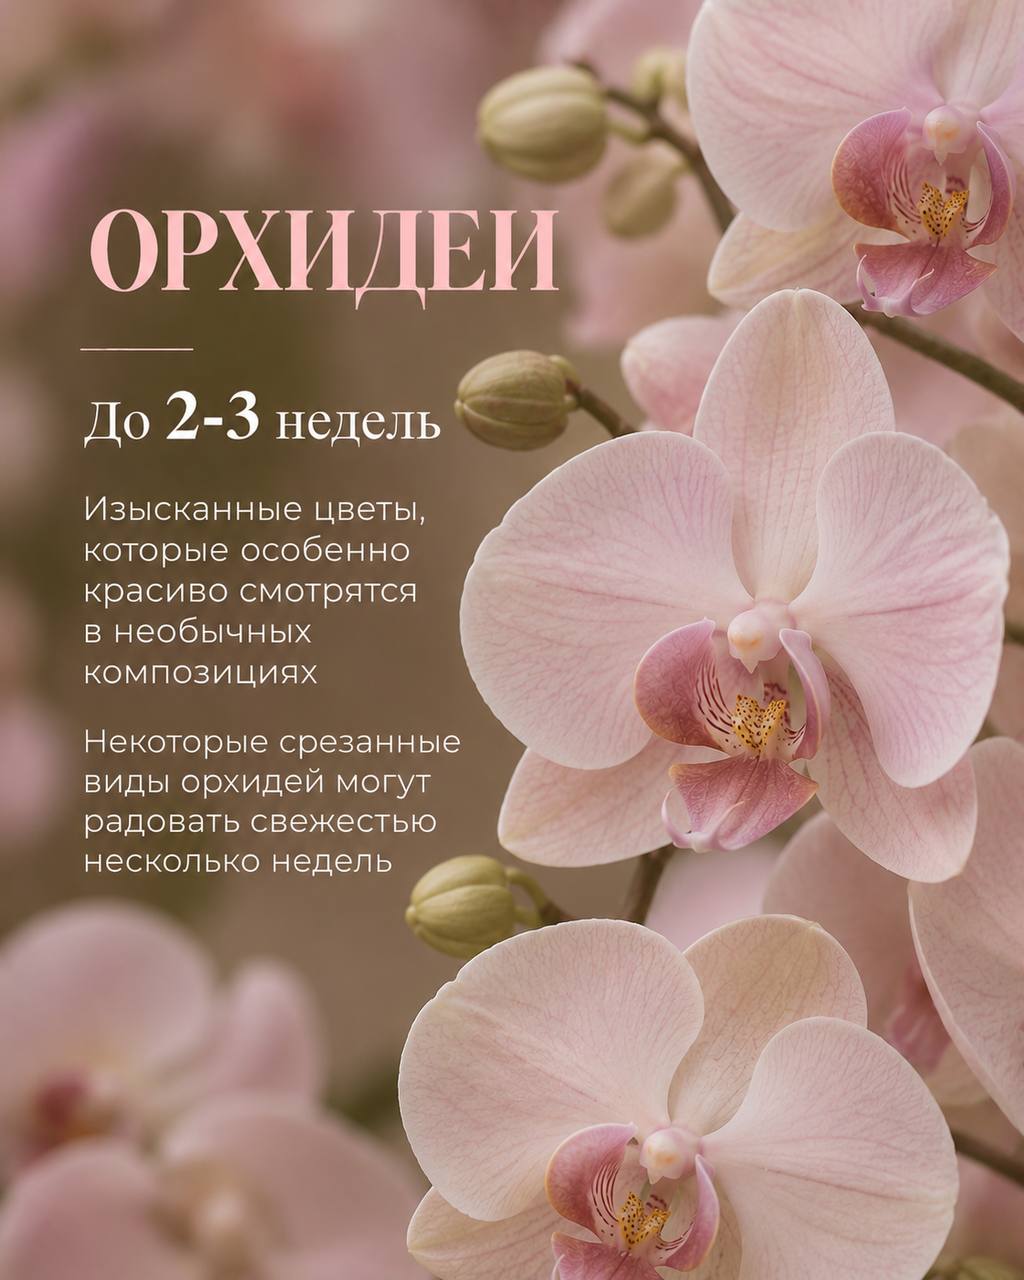 ОРХИДЕИ
До 2-3 недель
Изысканные цветы,
которые особенно
красиво смотрятся
в необычных
композициях
Некоторые срезанные
виды орхидей могут
радовать свежестью
несколько недель